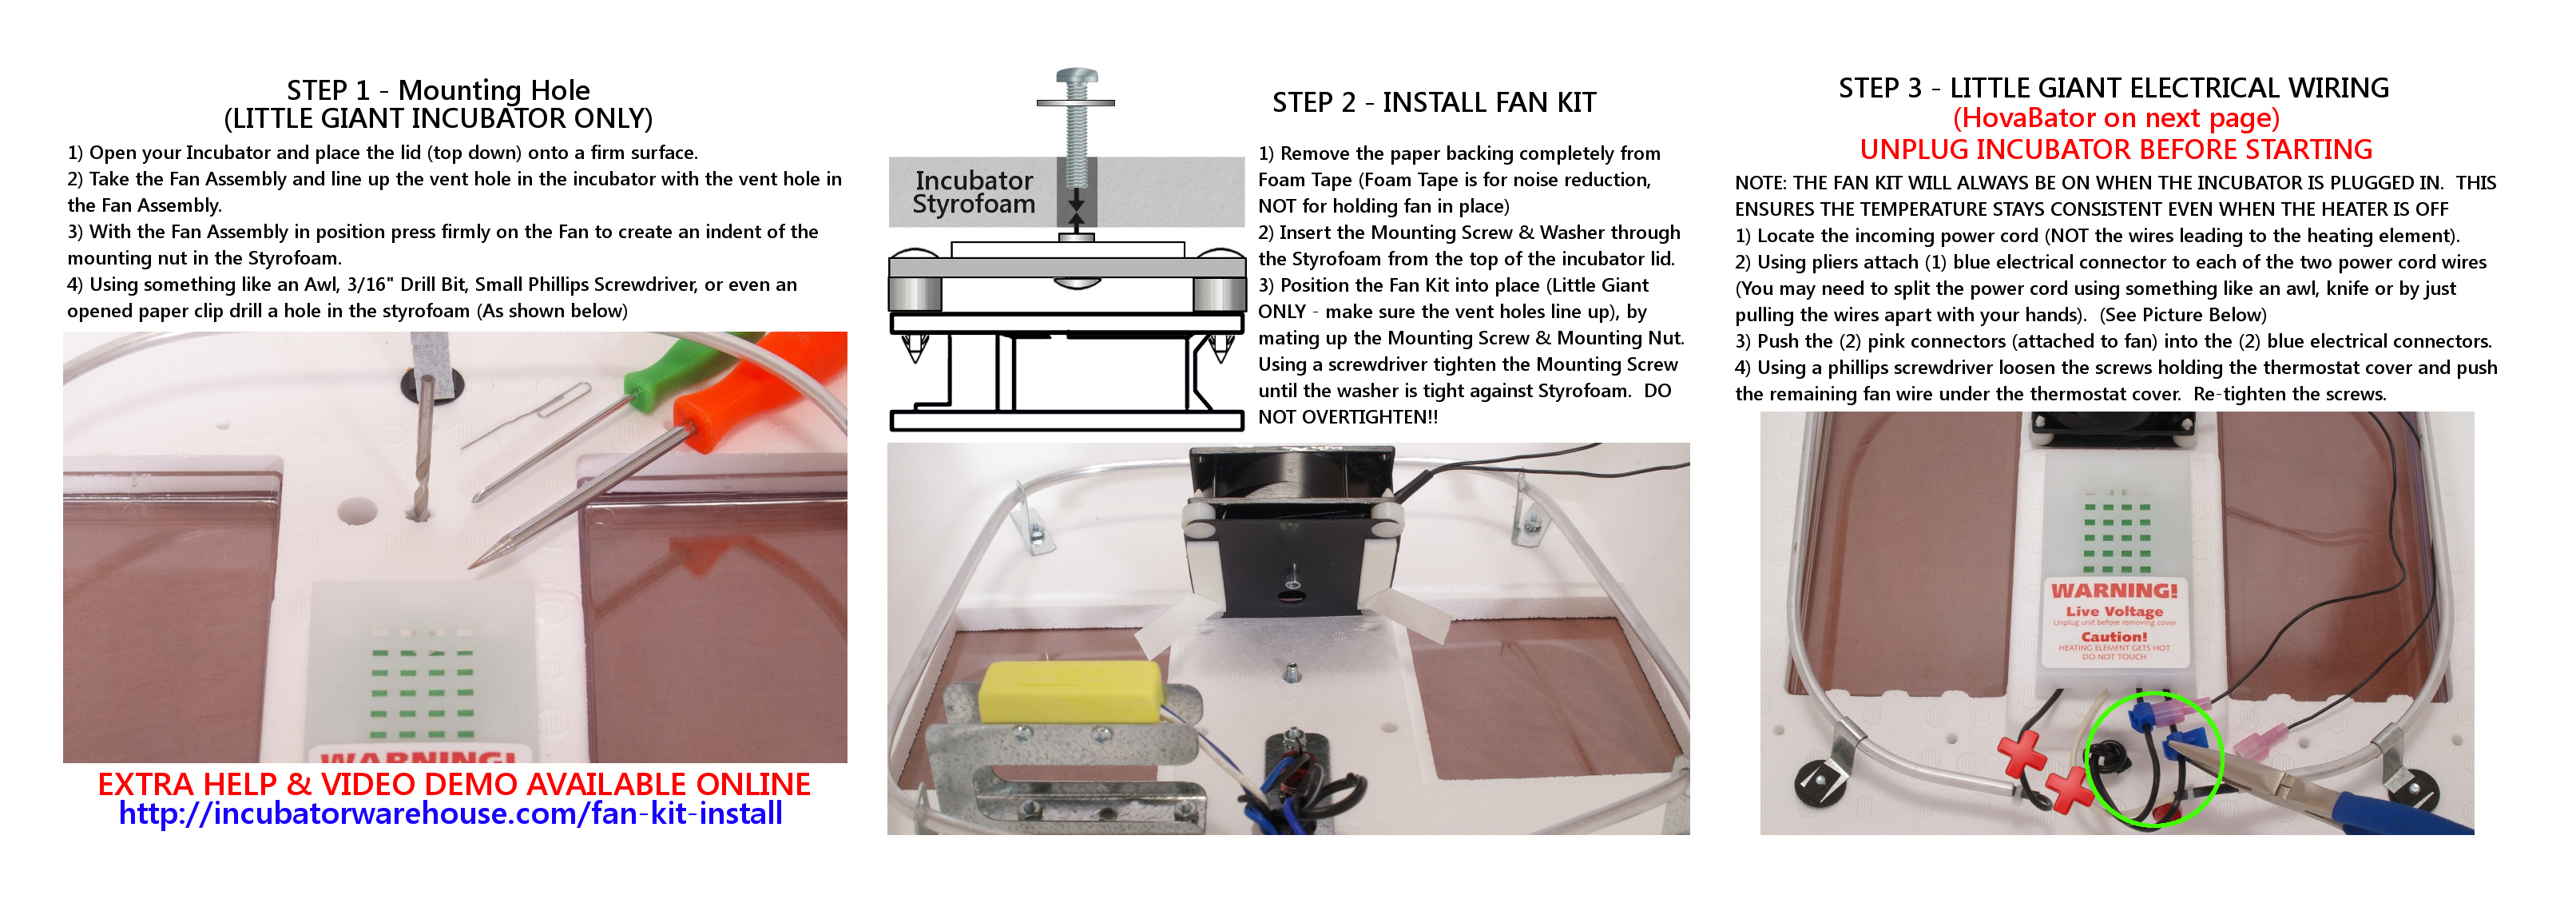 STEP 1 - Mounting Hole
(LITTLE GIANT INCUBATOR ONLY)
1) Open your Incubator and place the lid (top down) onto a firm surface.
2) Take the Fan Assembly and line up the vent hole in the incubator with the vent hole in
the Fan Assembly.
3) With the Fan Assembly in position press firmly on the Fan to create an indent of the
mounting nut in the Styrofoam.
4) Using something like an Awl, 3/16" Drill Bit, Small Phillips Screwdriver, or even an
opened paper clip drill a hole in the styrofoam (As shown below)
WARNING!
EXTRA HELP & VIDEO DEMO AVAILABLE ONLINE
http://incubatorwarehouse.com/fan-kit-install
Incubator
Styrofoam
STEP 2 - INSTALL FAN KIT
1) Remove the paper backing completely from
Foam Tape (Foam Tape is for noise reduction,
NOT for holding fan in place)
2) Insert the Mounting Screw & Washer through
the Styrofoam from the top of the incubator lid.
3) Position the Fan Kit into place (Little Giant
ONLY - make sure the vent holes line up), by
mating up the Mounting Screw & Mounting Nut.
Using a screwdriver tighten the Mounting Screw
until the washer is tight against Styrofoam.  DO
NOT OVERTIGHTEN!!
STEP 3 - LITTLE GIANT ELECTRICAL WIRING
(HovaBator on next page)
UNPLUG INCUBATOR BEFORE STARTING
NOTE: THE FAN KIT WILL ALWAYS BE ON WHEN THE INCUBATOR IS PLUGGED IN.  THIS
ENSURES THE TEMPERATURE STAYS CONSISTENT EVEN WHEN THE HEATER IS OFF
1) Locate the incoming power cord (NOT the wires leading to the heating element).
2) Using pliers attach (1) blue electrical connector to each of the two power cord wires
(You may need to split the power cord using something like an awl, knife or by just
pulling the wires apart with your hands).  (See Picture Below)
3) Push the (2) pink connectors (attached to fan) into the (2) blue electrical connectors.
4) Using a phillips screwdriver loosen the screws holding the thermostat cover and push
the remaining fan wire under the thermostat cover.  Re-tighten the screws.
WARNING!
Live Voltage
Unplug unit before removing cover
Caution!
HEATING ELEMENT GETS HOT
DO NOT TOUCH